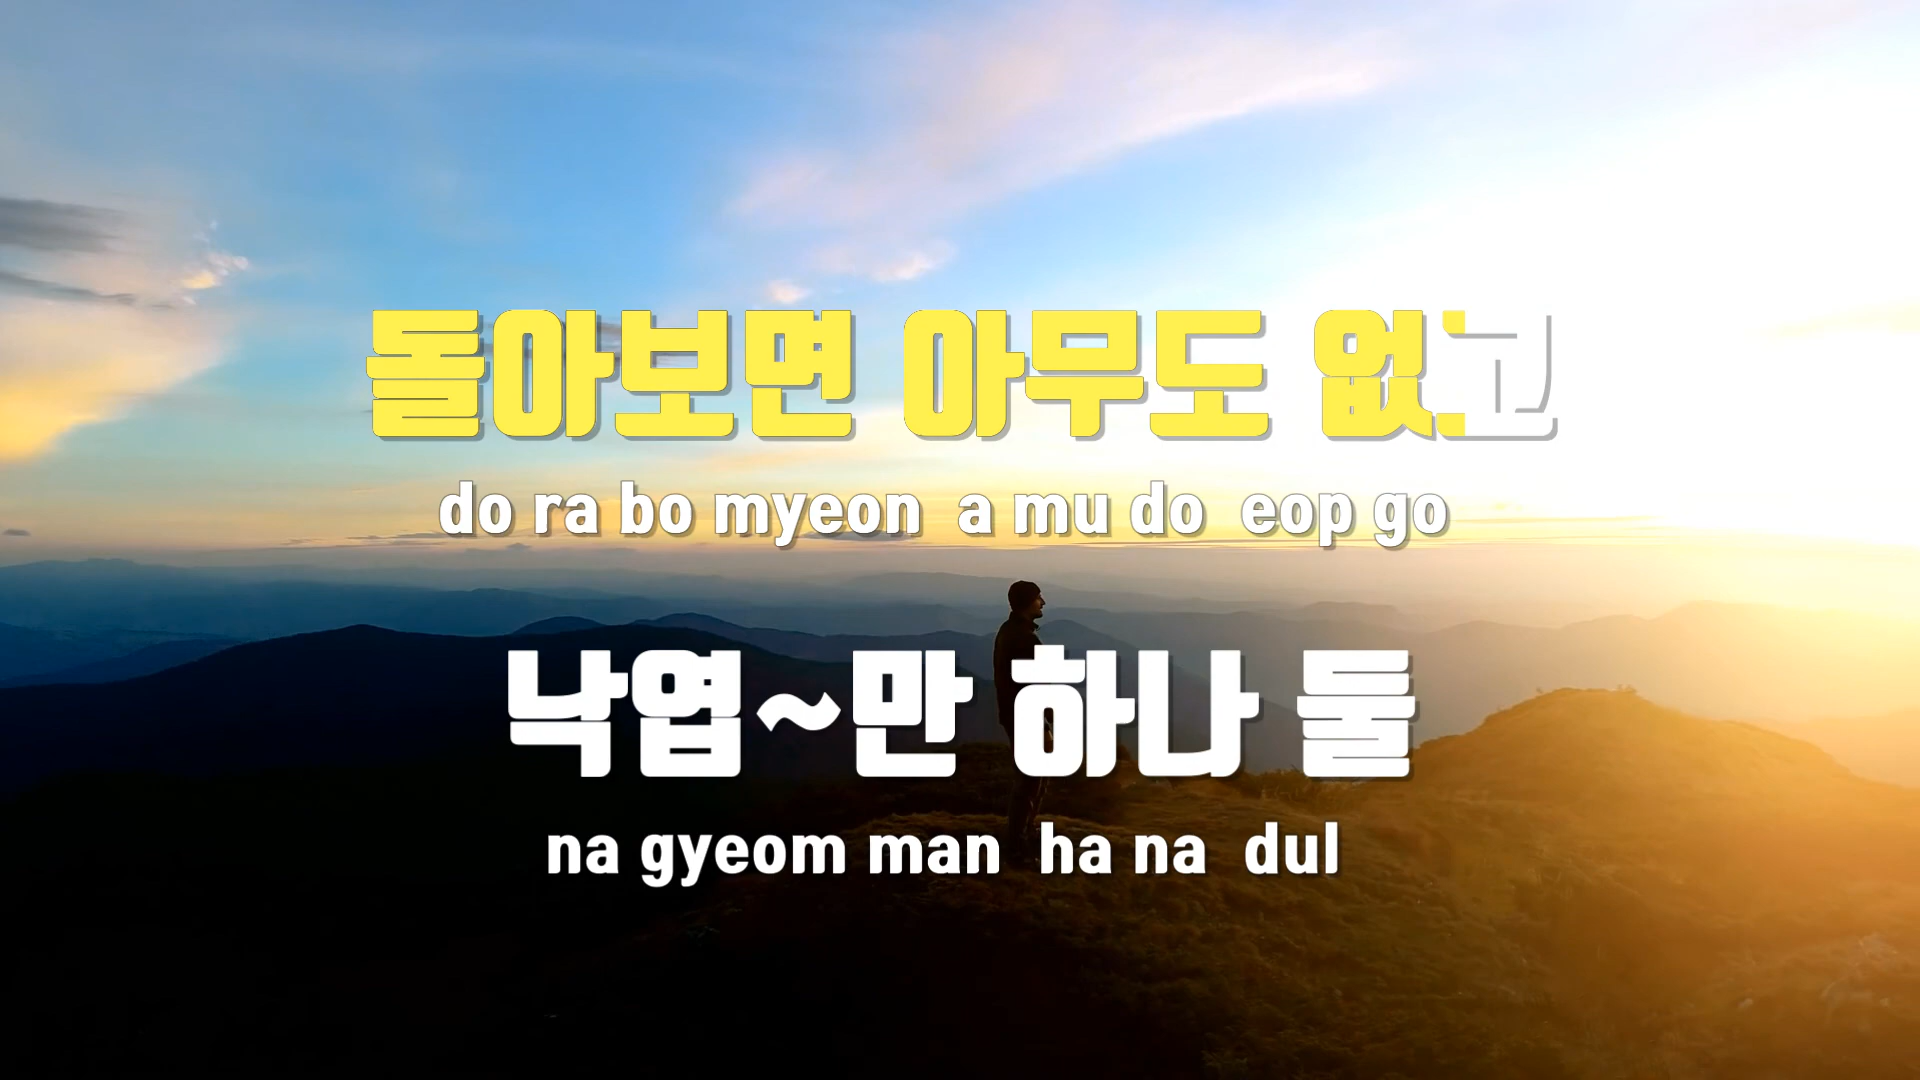 돌아보면 아무도 없고
do ra bo myeon a mu do eop go
낙엽~만 하나 둘
na gyeom man ha na dul